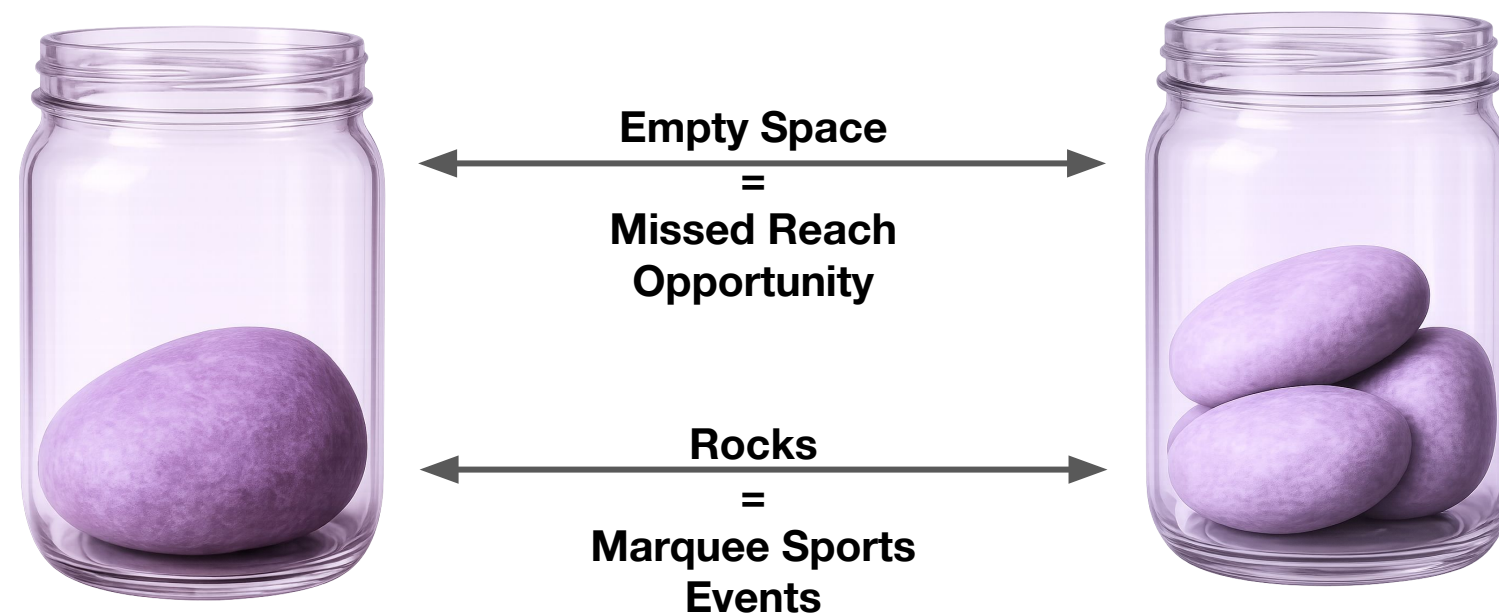 Empty Space
=
Missed Reach
Opportunity
Rocks
=
Marquee Sports
Events